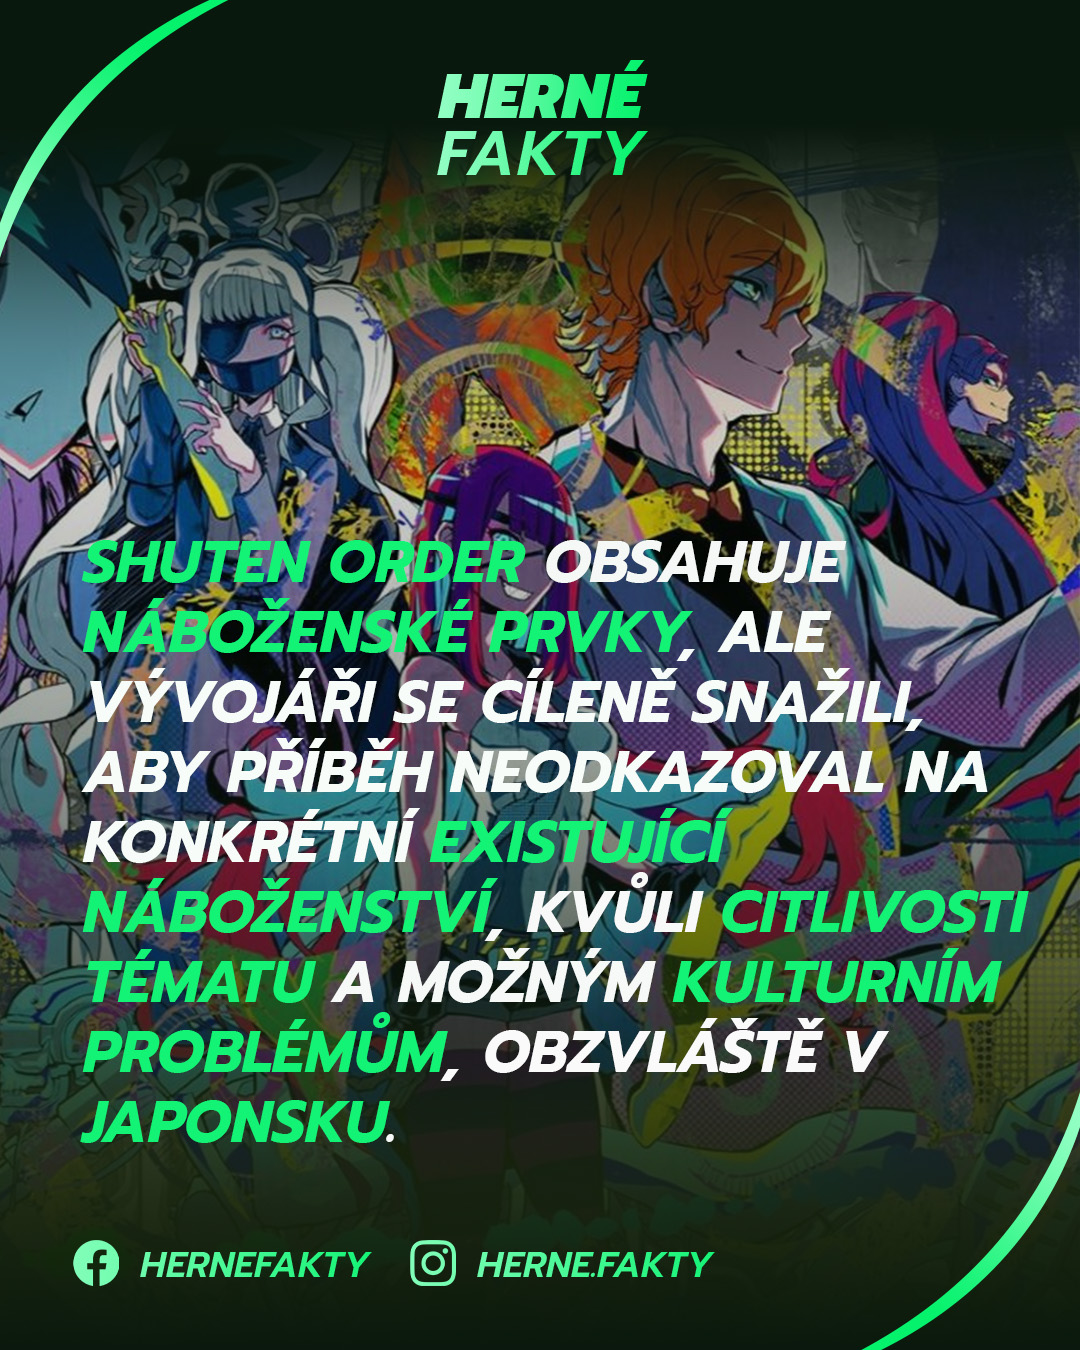 HERNÉ
FAKTY
SHUTEN ORDER OBSAHUJE
NÁBOŽENSKÉ PRVKY, ALE
VÝVOJÁŘI SE CÍLENĚ SNAŽILI,
ABY PŘÍBĚH NEODKAZOVAL NA
KONKRÉTNÍ EXISTUJÍCÍ
NÁBOŽENSTVÍ, KVŮLI CITLIVOSTI
TÉMATU A MOŽNÝM KULTURNÍM
PROBLÉMŮM, OBZVLÁŠTĚ V
JAPONSKU.
HERNEFAKTY HERNE.FAKTY